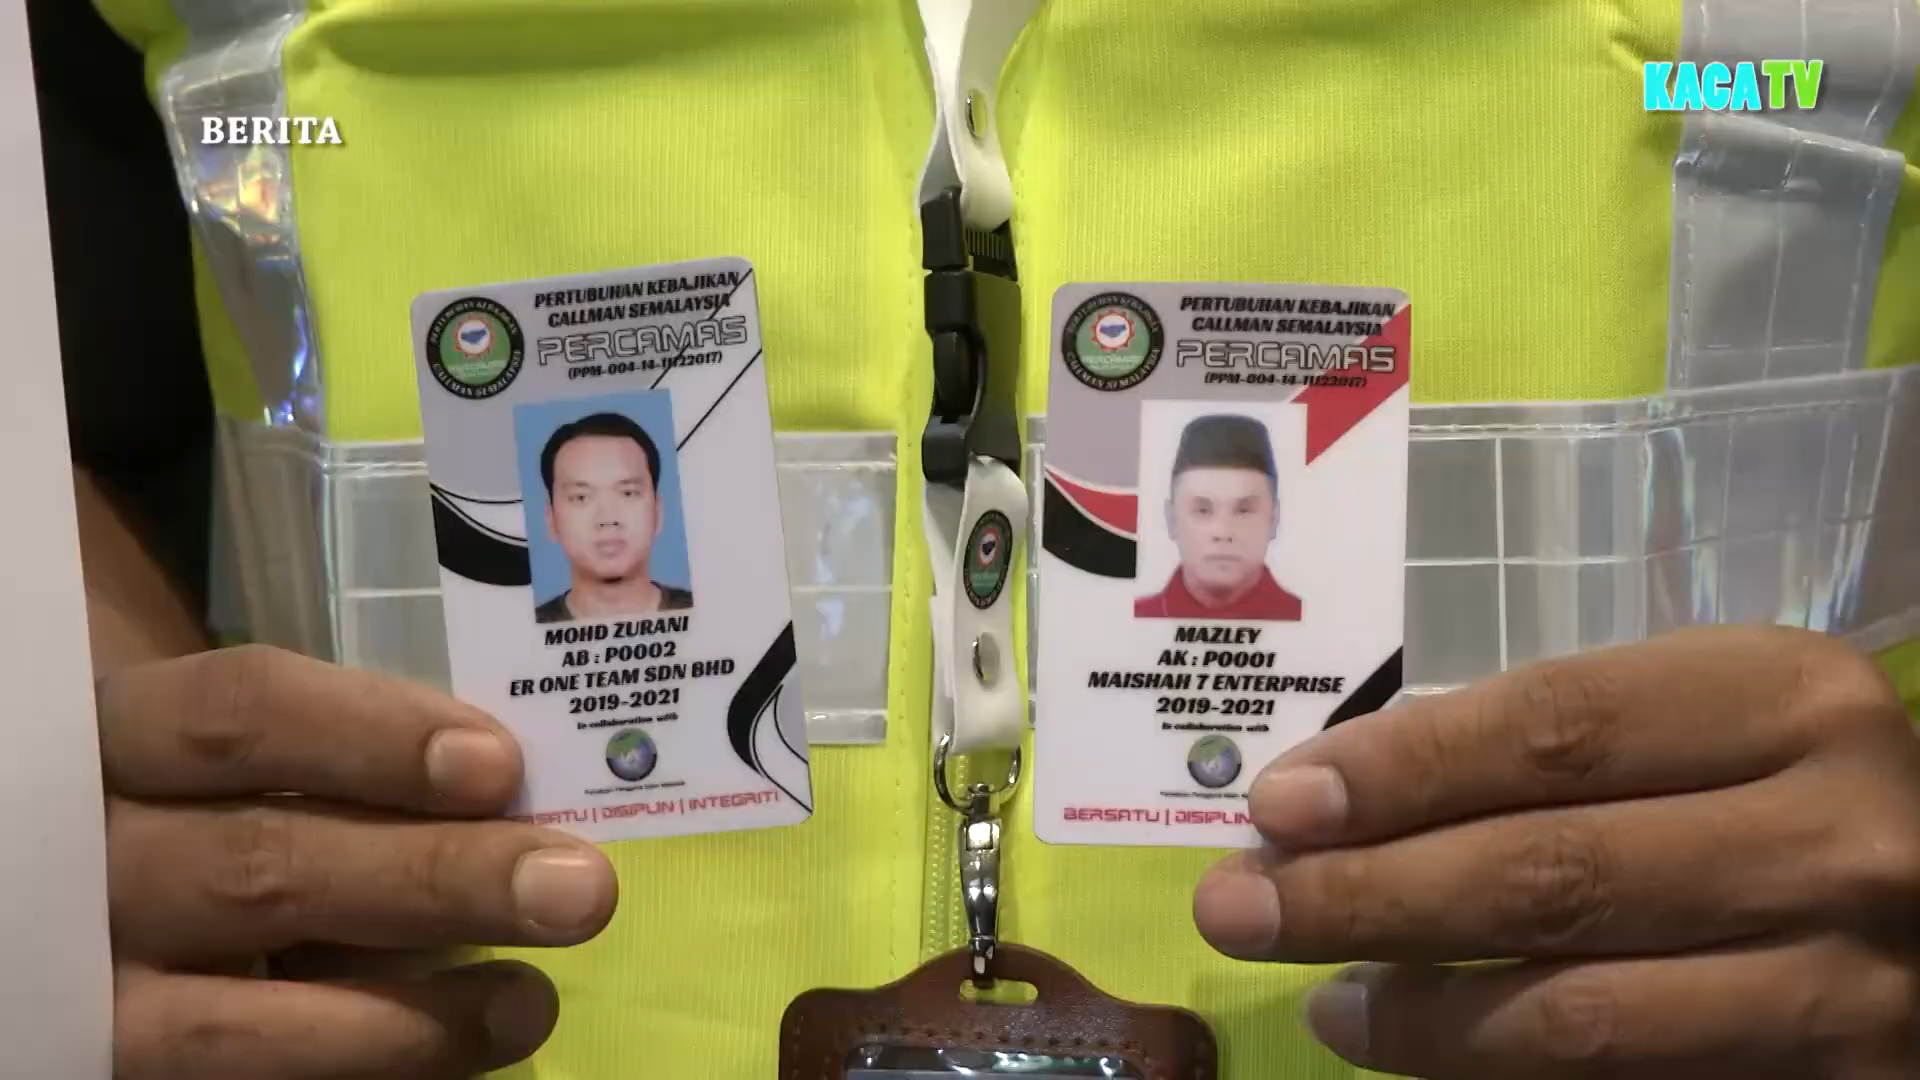 KACATV
BERITA
PERTUBUHAN KEBAJIKAN
CALLMAN SEMALAYSIA
PERCAMAS
(PPM-004-14-11122017)
MOHD ZURANI
AB : P0002
ER ONE TEAM SDN BHD
2019-2021
In collaboration with
BERSATU | DISIPLIN | INTEGRITI
PERTUBUHAN KEBAJIKAN
CALLMAN SEMALAYSIA
PERCAMAS
(PPM-004-14-11122017)
MAZLEY
AK : P0001
MAISHAH 7 ENTERPRISE
2019-2021
In collaboration with
BERSATU | DISIPLIN